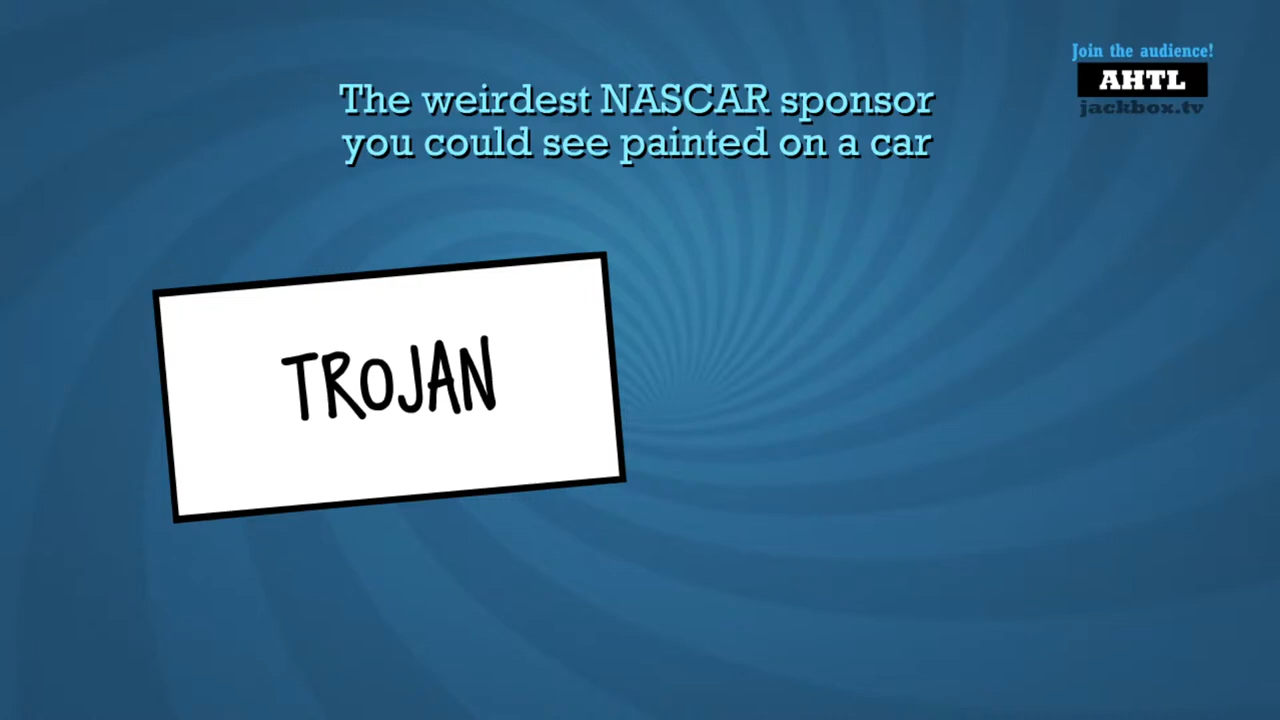 The weirdest NASCAR sponsor
you could see painted on a car
Join the audience!
AHTL
jackbox.tv
TROJAN